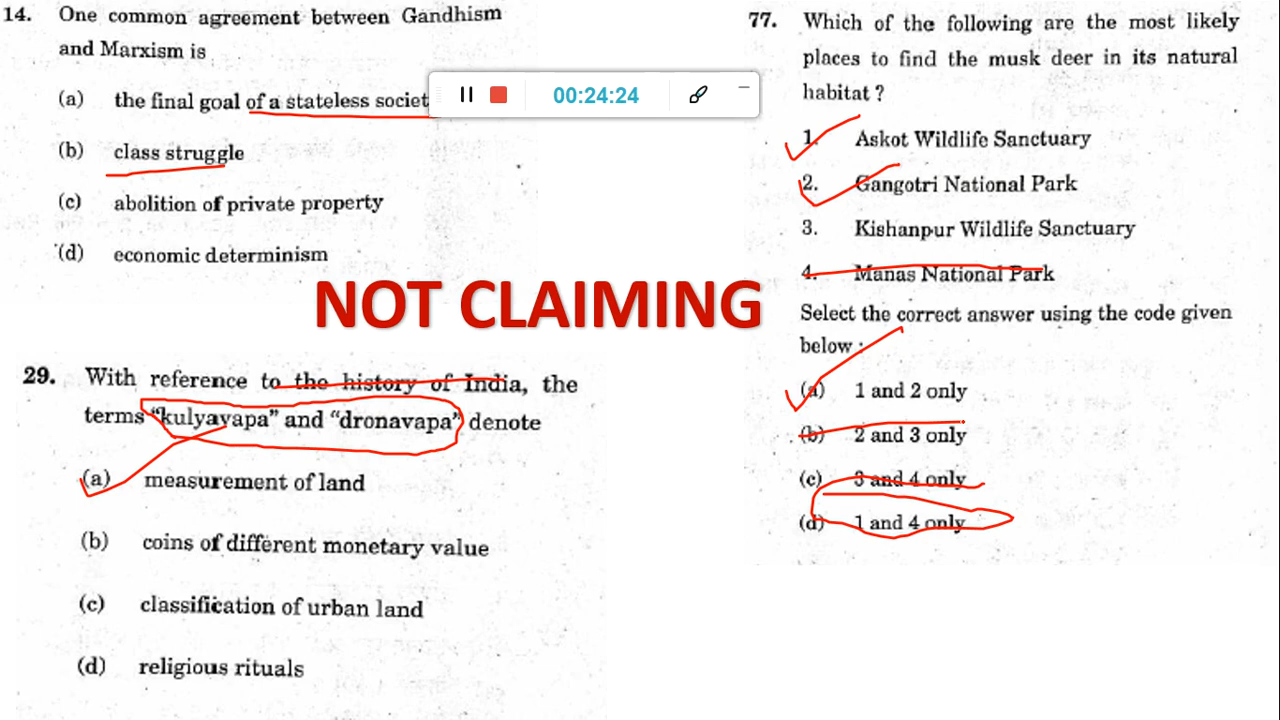 14. One common agreement between Gandhism
and Marxism is
(a) the final goal of a stateless societ
(b) class struggle
(c) abolition of private property
(d) economic determinism
00:24:24
NOT CLAIMING
29. With reference to the history of India, the
terms "kulyavapa" and "dronavapa" denote
(a) measurement of land
(b) coins of different monetary value
(c) classification of urban land
(d) religious rituals
77. Which of the following are the most likely
places to find the musk deer in its natural
habitat ?
1. Askot Wildlife Sanctuary
2. Gangotri National Park
3. Kishanpur Wildlife Sanctuary
4. Manas National Park
Select the correct answer using the code given
below :
(a) 1 and 2 only
(b) 2 and 3 only
(c) 3 and 4 only
(d) 1 and 4 only